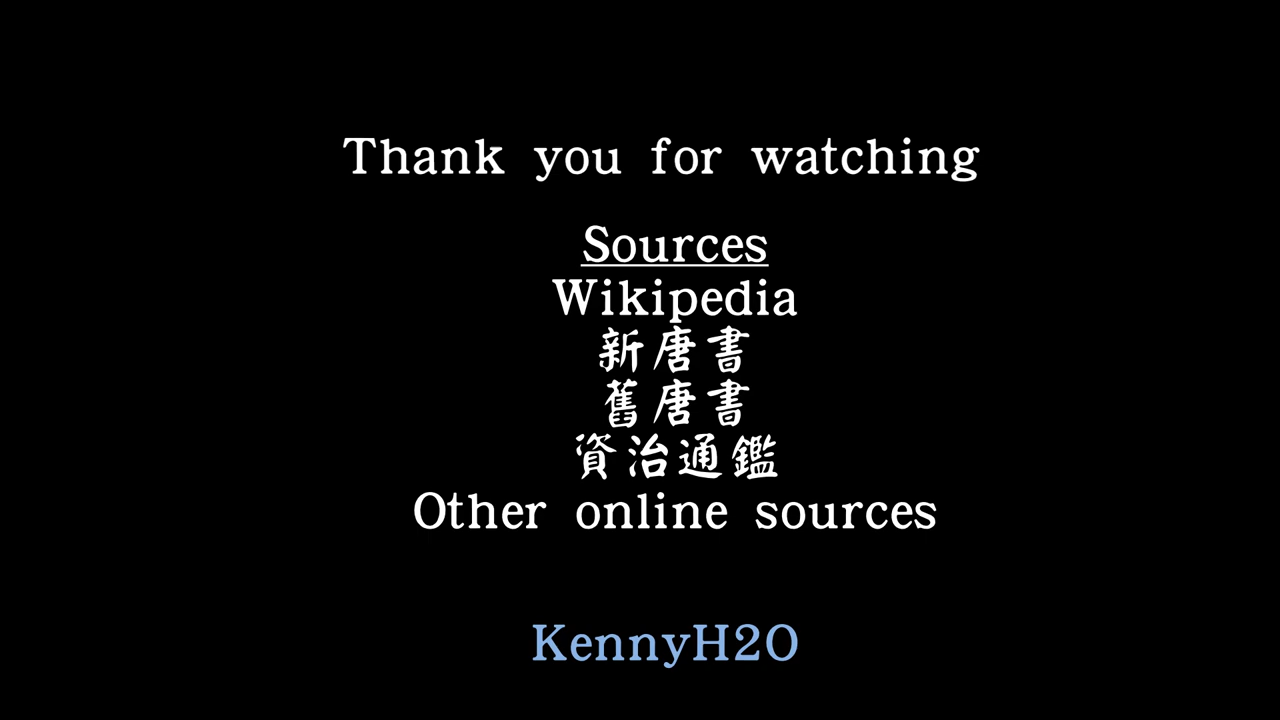 Thank you for watching
Sources
Wikipedia
新唐書
舊唐書
資治通鑑
Other online sources
KennyH2O